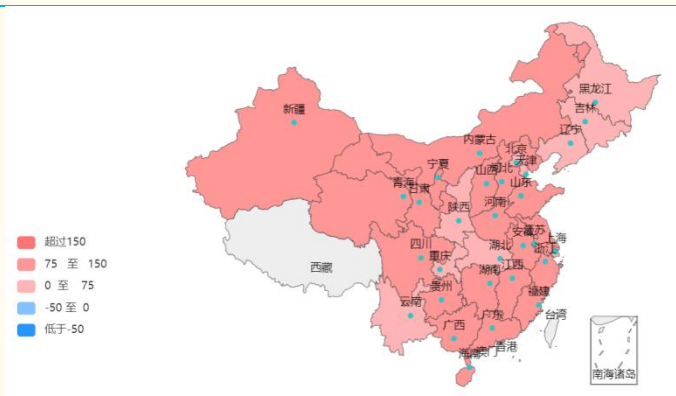 黑龙江
吉林
辽宁
新疆
内蒙古
北京
天津
宁夏
山西
河北
山东
青海
甘肃
陕西
河南
安徽
江苏
上海
四川
重庆
湖北
浙江
湖南
江西
贵州
福建
云南
台湾
广西
广东
香港
澳门
海南
西藏
南海诸岛
超过150
75 至 150
0 至 75
-50 至 0
低于-50